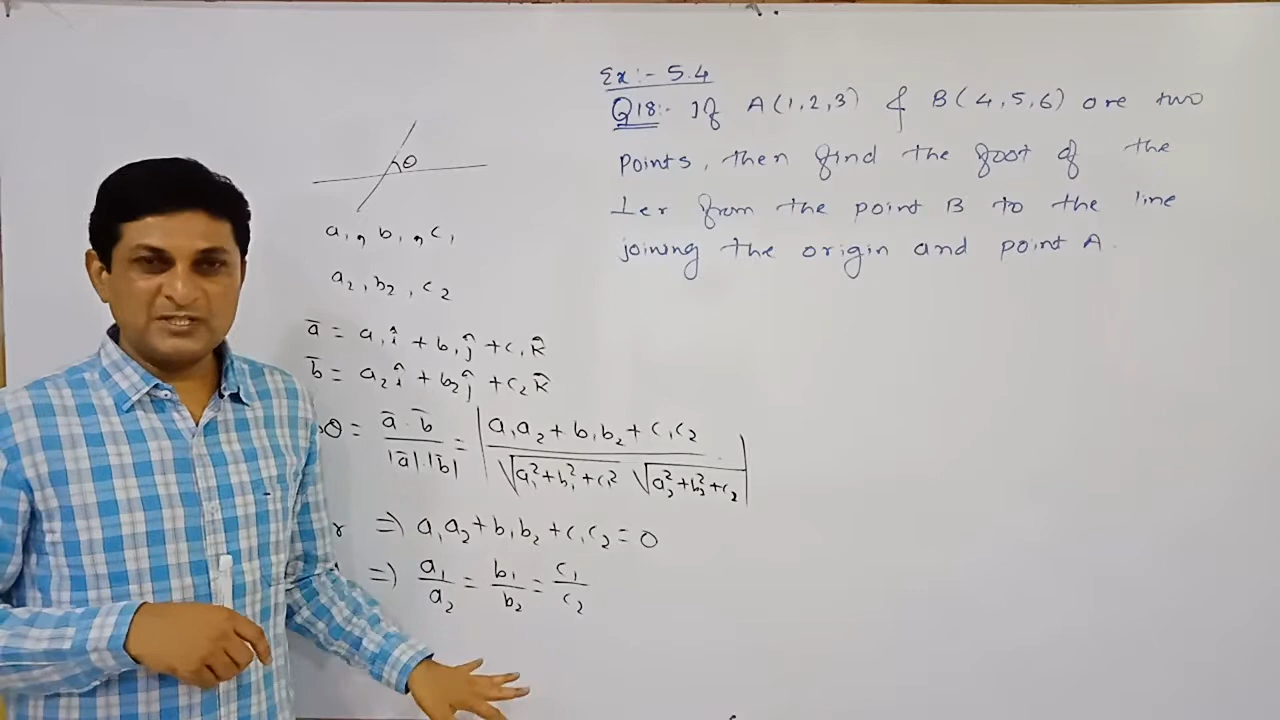 Ex:- 5.4
Q18:- If A(1,2,3) & B(4,5,6) are two
points, then find the foot of the
⊥er from the point B to the line
joining the origin and point A.
θ
a₁, b₁, c₁
a₂, b₂, c₂
a̅ = a₁î + b₁ĵ + c₁k̂
b̅ = a₂î + b₂ĵ + c₂k̂
θ = a̅ · b̅ / |a̅|·|b̅| = | a₁a₂ + b₁b₂ + c₁c₂ / √a₁²+b₁²+c₁² √a₂²+b₂²+c₂ |
r ⇒ a₁a₂ + b₁b₂ + c₁c₂ = 0
⇒ a₁/a₂ = b₁/b₂ = c₁/c₂